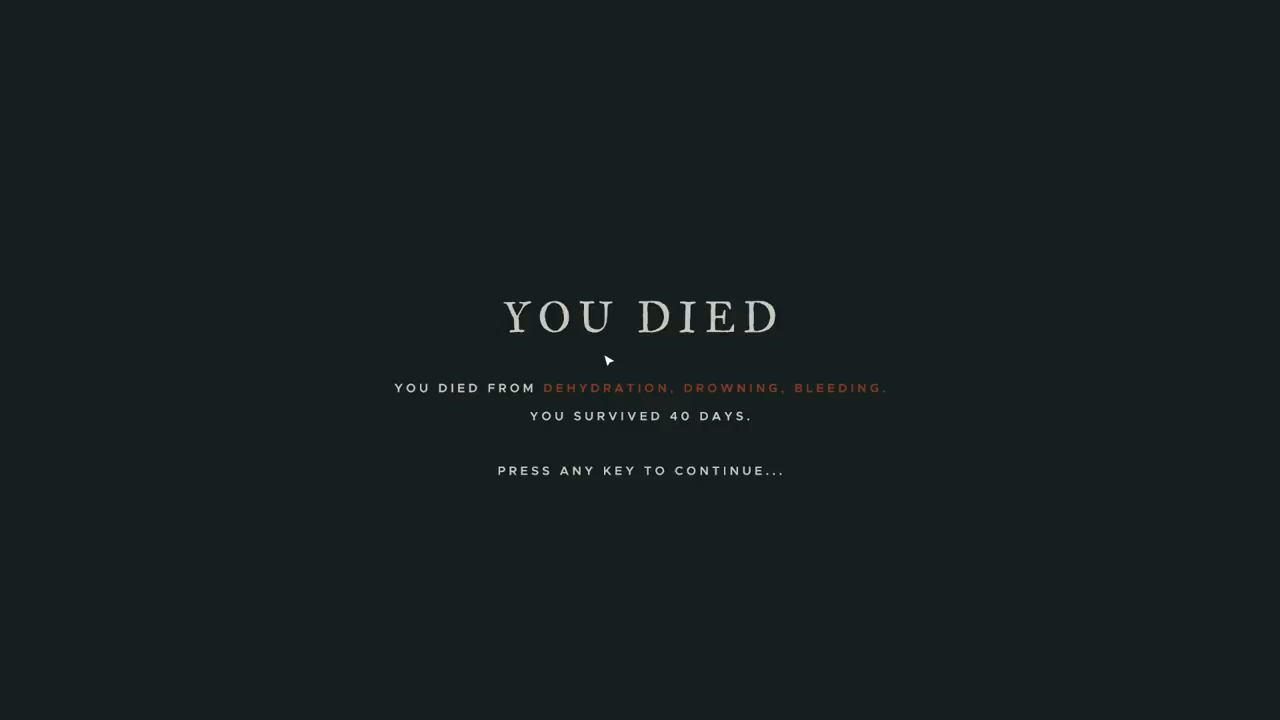 YOU DIED
YOU DIED FROM DEHYDRATION, DROWNING, BLEEDING.
YOU SURVIVED 40 DAYS.
PRESS ANY KEY TO CONTINUE...